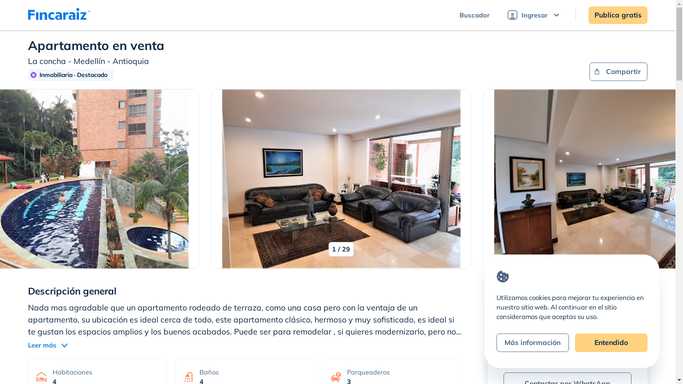 Fincaraiz
Buscador
Ingresar
Publica gratis
Apartamento en venta
La concha - Medellín - Antioquia
Inmobiliaria · Destacado
Compartir
1 / 29
Descripción general
Nada mas agradable que un apartamento rodeado de terraza, como una casa pero con la ventaja de un
apartamento, su ubicación es ideal cerca de todo, este apartamento clásico, hermoso y muy sofisticado, es ideal si
te gustan los espacios amplios y los buenos acabados. Puede ser para remodelar , si quieres modernizarlo, pero no...
Leer más
Habitaciones
4
Baños
4
Parqueaderos
3
Utilizamos cookies para mejorar tu experiencia en
nuestro sitio web. Al continuar en el sitio
consideramos que aceptas su uso.
Más información
Entendido
Contactar por WhatsApp